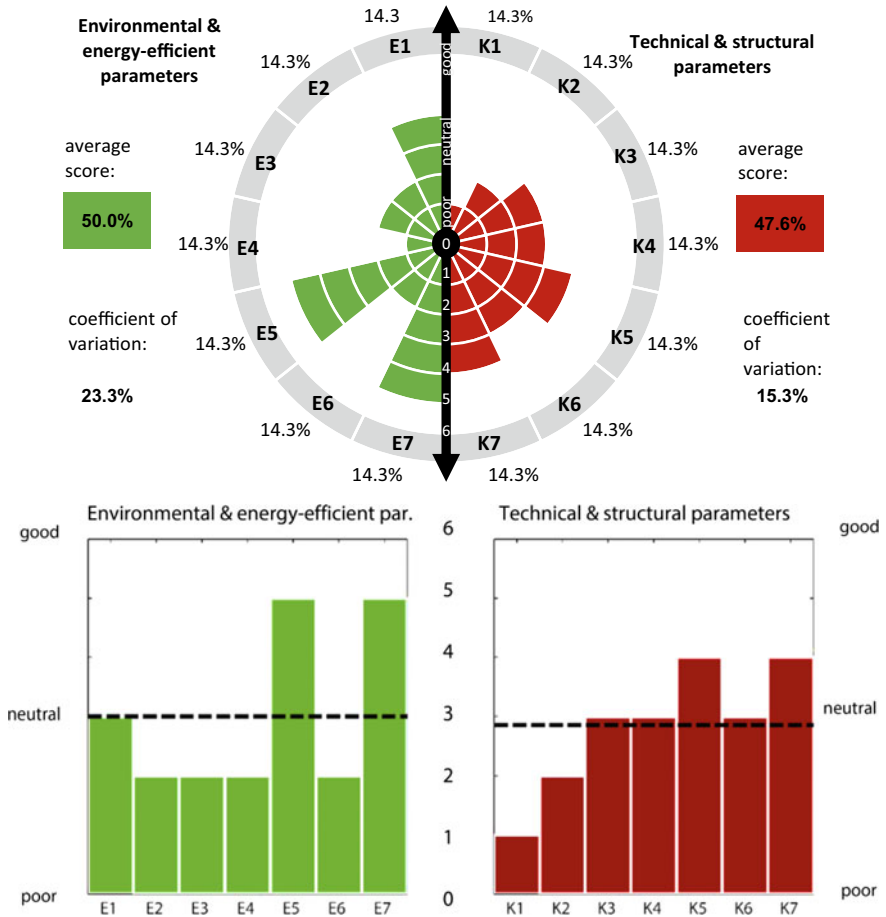 Environmental &
energy-efficient
parameters
14.3
14.3%
Technical & structural
parameters
E1
K1
good
14.3%
E2
K2
14.3%
14.3%
E3
K3
14.3%
neutral
average
score:
50.0%
average
score:
47.6%
poor
14.3%
E4
0
K4
14.3%
1
2
3
4
5
6
coefficient of
variation:
23.3%
coefficient
of
variation:
15.3%
14.3%
E5
K5
14.3%
E6
K6
14.3%
14.3%
E7
K7
14.3%
14.3%
Environmental & energy-efficient par.
6
Technical & structural parameters
good
good
5
4
neutral
3
neutral
2
1
poor
0
poor
E1 E2 E3 E4 E5 E6 E7
K1 K2 K3 K4 K5 K6 K7